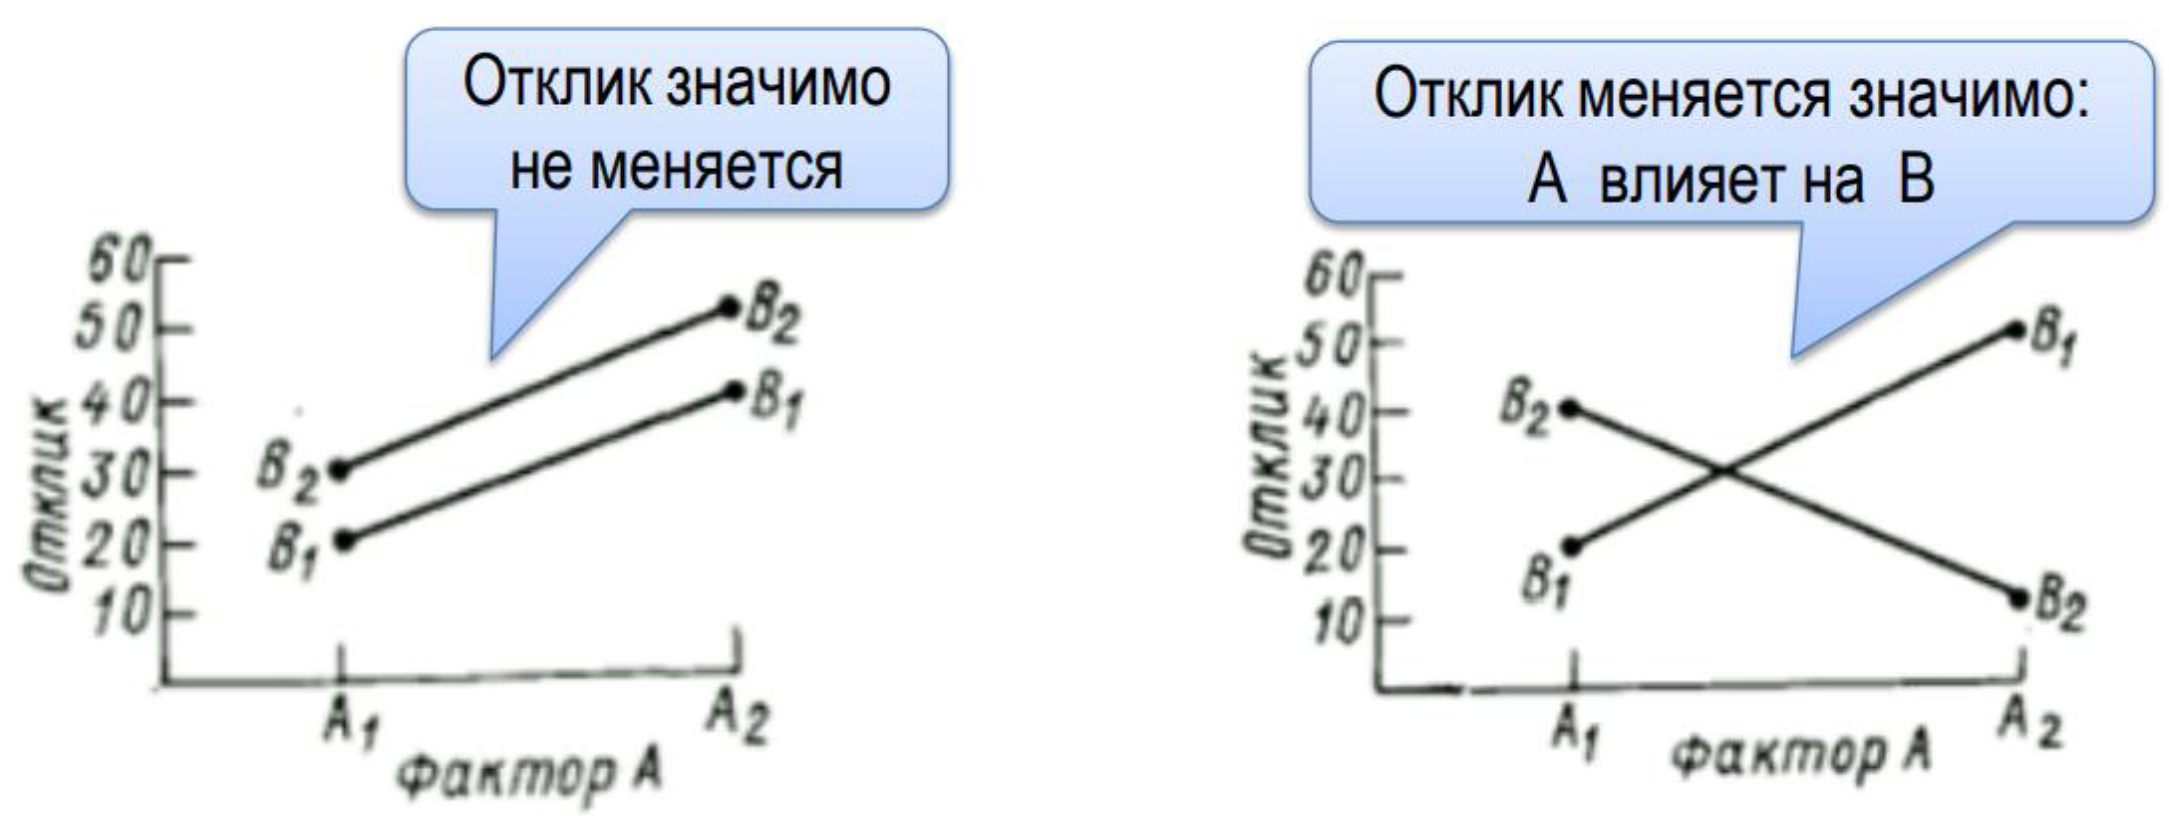 Отклик значимо
не меняется
60
50
40
30
20
10
Отклик
B2
B1
B2
B1
A1
A2
Фактор А
Отклик меняется значимо:
А влияет на В
60
50
40
30
20
10
Отклик
B2
B1
B1
B2
A1
A2
Фактор А